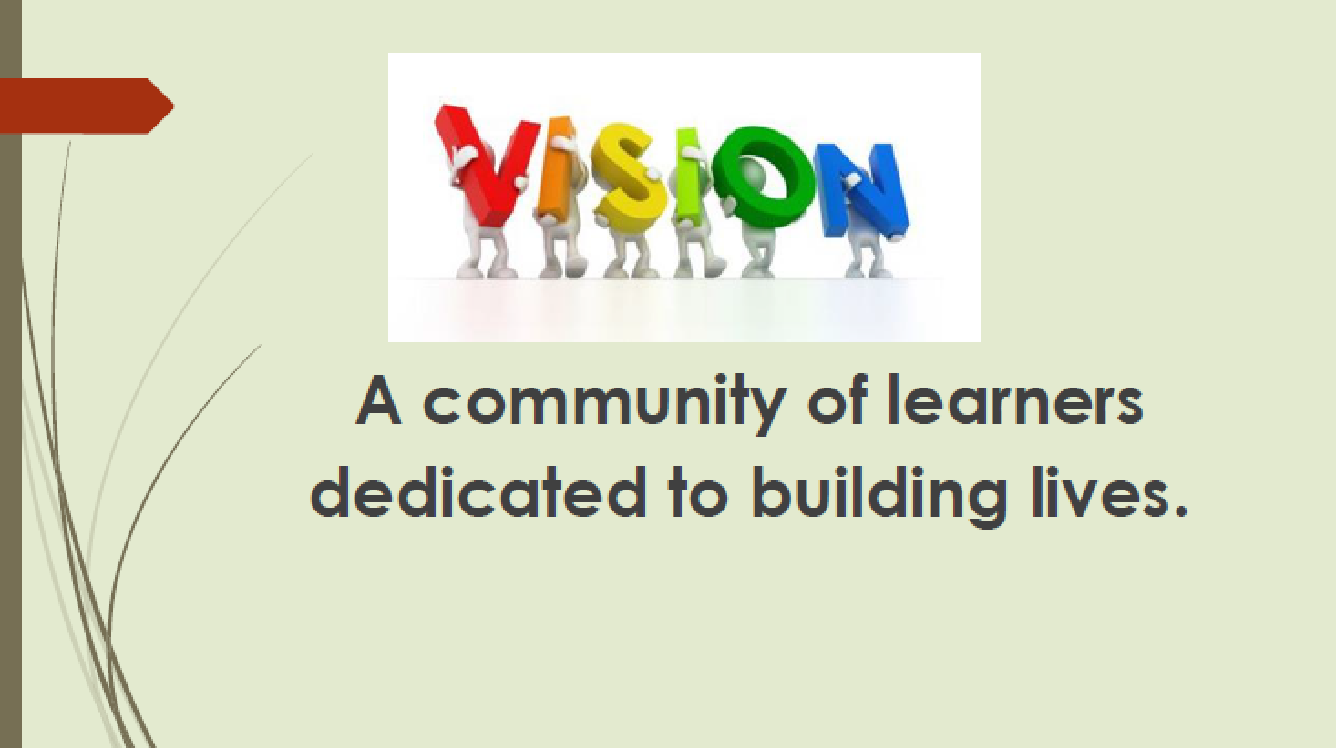 VISION
A community of learners
dedicated to building lives.